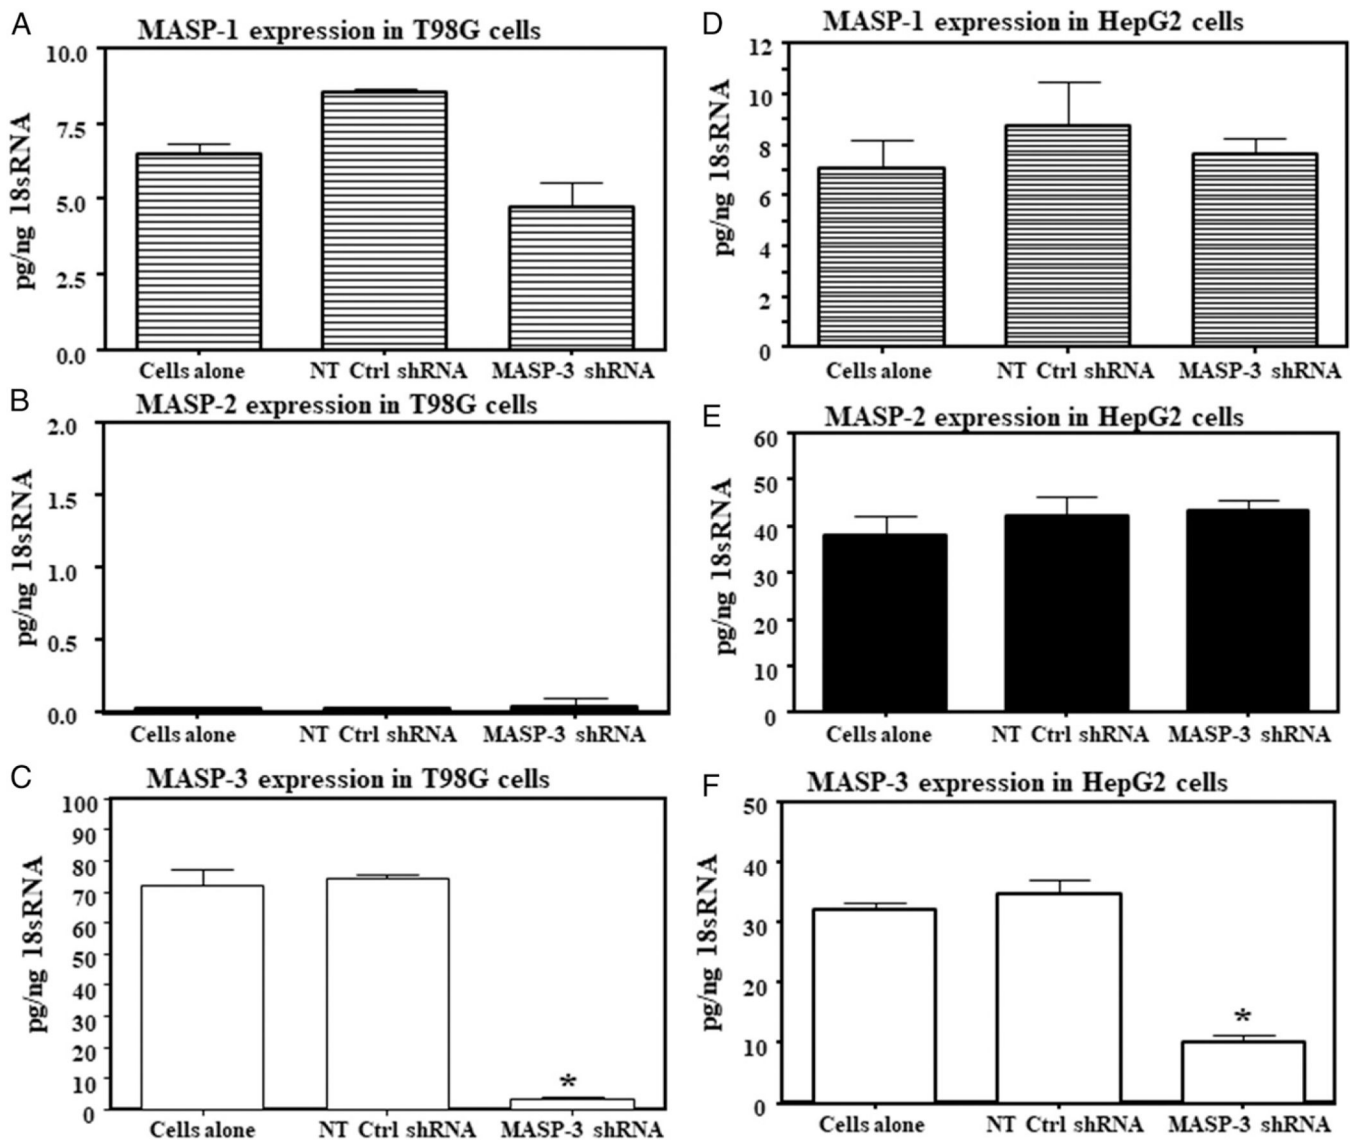 A
MASP-1 expression in T98G cells
10.0
7.5
5.0
2.5
0.0
pg/ng 18sRNA
Cells alone NT Ctrl shRNA MASP-3 shRNA
B
MASP-2 expression in T98G cells
2.0
1.5
1.0
0.5
0.0
pg/ng 18sRNA
Cells alone NT Ctrl shRNA MASP-3 shRNA
C
MASP-3 expression in T98G cells
100
90
80
70
60
50
40
30
20
10
0
pg/ng 18sRNA
*
Cells alone NT Ctrl shRNA MASP-3 shRNA
D
MASP-1 expression in HepG2 cells
12
10
8
6
4
2
0
pg/ng 18sRNA
Cells alone NT Ctrl shRNA MASP-3 shRNA
E
MASP-2 expression in HepG2 cells
60
50
40
30
20
10
0
pg/ng 18sRNA
Cells alone NT Ctrl shRNA MASP-3 shRNA
F
MASP-3 expression in HepG2 cells
50
40
30
20
10
0
pg/ng 18sRNA
*
Cells alone NT Ctrl shRNA MASP-3 shRNA